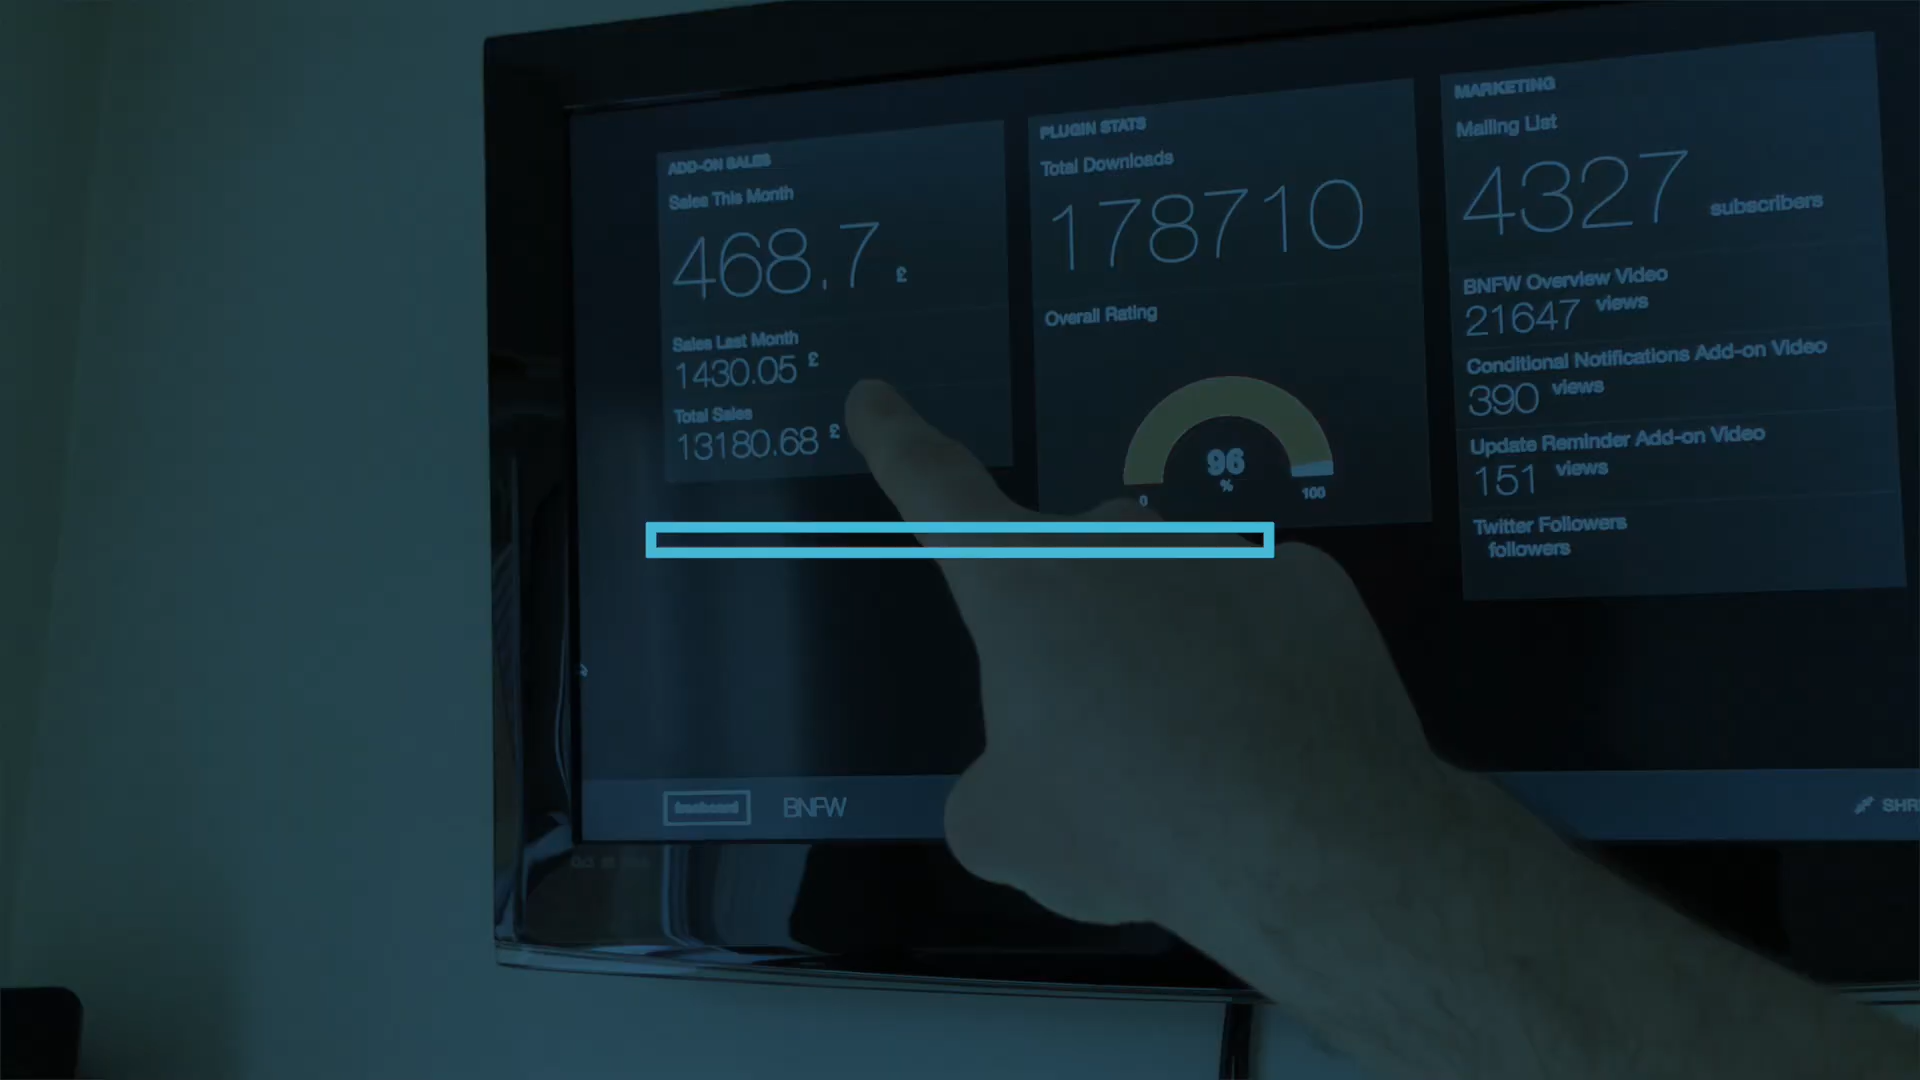 ADD-ON SALES
Sales This Month
468.7 £
Sales Last Month
1430.05 £
Total Sales
13180.68 £
PLUGIN STATS
Total Downloads
178710
Overall Rating
96
%
0
100
MARKETING
Mailing List
4327 subscribers
BNFW Overview Video
21647 views
Conditional Notifications Add-on Video
390 views
Update Reminder Add-on Video
151 views
Twitter Followers
followers
BNFW